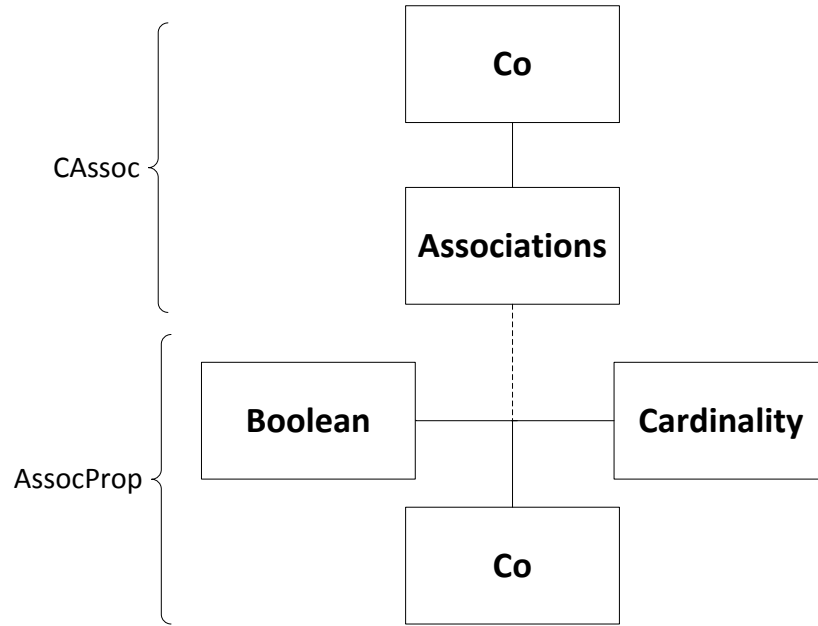 Co
CAssoc
Associations
Boolean
Cardinality
AssocProp
Co